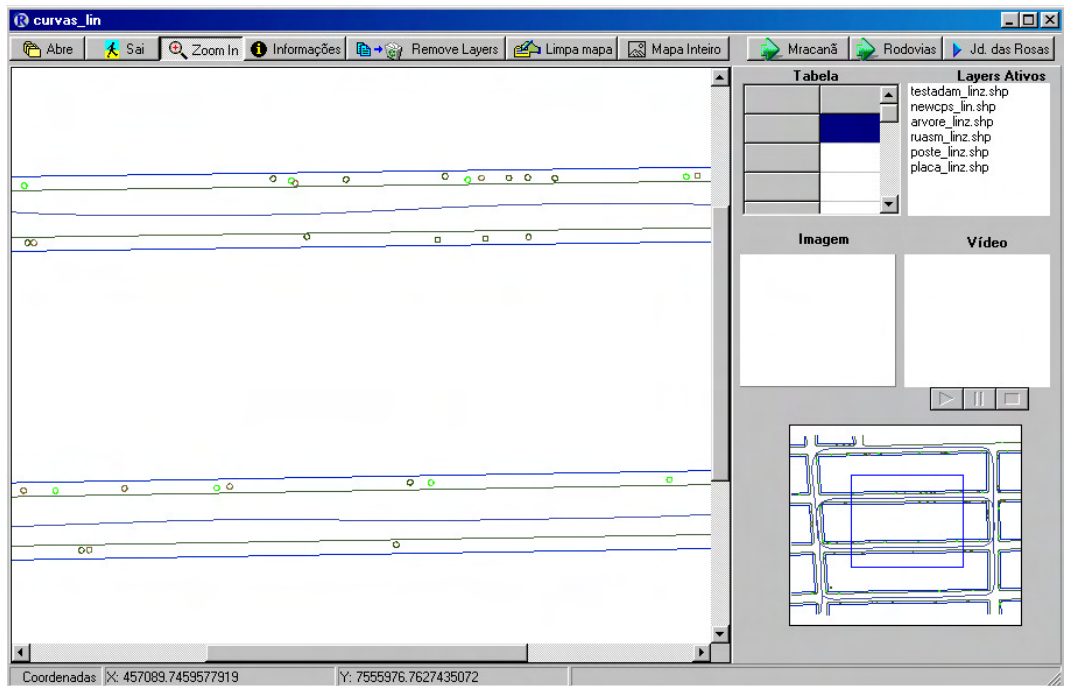 curvas_lin
Abre Sai Zoom In Informações Remove Layers Limpa mapa Mapa Inteiro Mracanã Rodovias Jd. das Rosas
Tabela Layers Ativos
testadam_linz.shp
newcps_lin.shp
arvore_linz.shp
ruasm_linz.shp
poste_linz.shp
placa_linz.shp
Imagem Vídeo
Coordenadas X: 457089.7459577919 Y: 7555976.7627435072